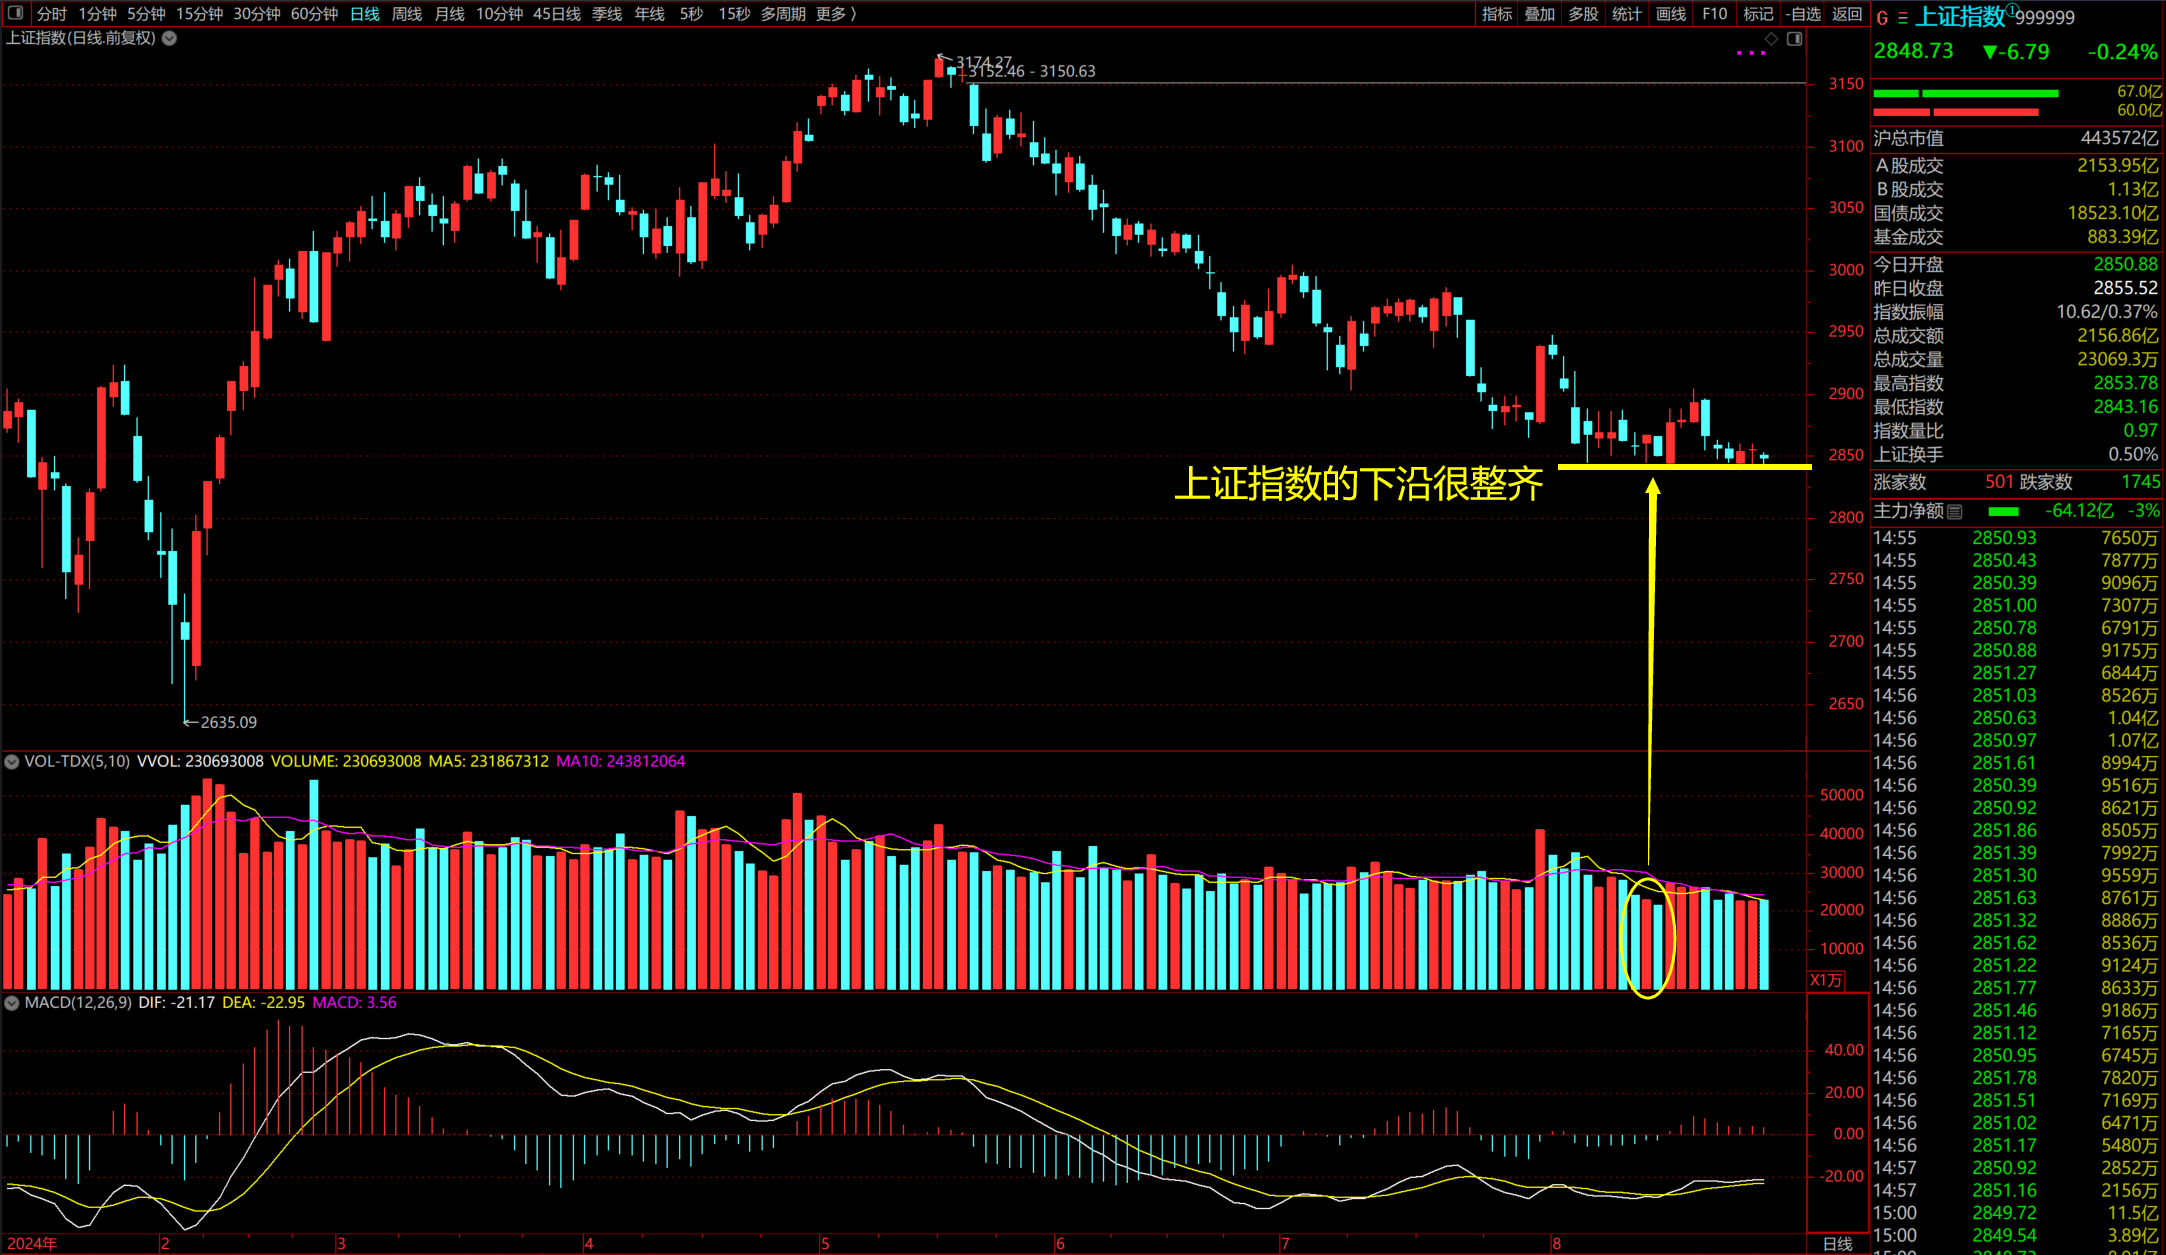 分时 1分钟 5分钟 15分钟 30分钟 60分钟 日线 周线 月线 10分钟 45日线 季线 年线 5秒 15秒 多周期 更多 〉 指标 叠加 多股 统计 画线 F10 标记 -自选 返回
上证指数(日线.前复权)
3174.27
3152.46 - 3150.63
3150
3100
3050
3000
2950
2900
2850
2800
2750
2700
2650
上证指数的下沿很整齐
2635.09
VOL-TDX(5,10) VVOL: 230693008 VOLUME: 230693008 MA5: 231867312 MA10: 243812064
50000
40000
30000
20000
10000
X1万
MACD(12,26,9) DIF: -21.17 DEA: -22.95 MACD: 3.56
40.00
20.00
0.00
-20.00
2024年 2 3 4 5 6 7 8 日线
G 上证指数① 999999
2848.73 ▼-6.79 -0.24%
67.0亿
60.0亿
沪总市值 443572亿
A股成交 2153.95亿
B股成交 1.13亿
国债成交 18523.10亿
基金成交 883.39亿
今日开盘 2850.88
昨日收盘 2855.52
指数振幅 10.62/0.37%
总成交额 2156.86亿
总成交量 23069.3万
最高指数 2853.78
最低指数 2843.16
指数量比 0.97
上证换手 0.50%
涨家数 501 跌家数 1745
主力净额 -64.12亿 -3%
14:55 2850.93 7650万
14:55 2850.43 7877万
14:55 2850.39 9096万
14:55 2851.00 7307万
14:55 2850.78 6791万
14:55 2850.88 9175万
14:55 2851.27 6844万
14:56 2851.03 8526万
14:56 2850.63 1.04亿
14:56 2850.97 1.07亿
14:56 2851.61 8994万
14:56 2850.39 9516万
14:56 2850.92 8621万
14:56 2851.86 8505万
14:56 2851.39 7992万
14:56 2851.30 9559万
14:56 2851.63 8761万
14:56 2851.32 8886万
14:56 2851.62 8536万
14:56 2851.22 9124万
14:56 2851.77 8633万
14:56 2851.46 9186万
14:56 2851.12 7165万
14:56 2850.95 6745万
14:56 2851.78 7820万
14:56 2851.51 7169万
14:56 2851.02 6471万
14:56 2851.17 5480万
14:57 2850.92 2852万
14:57 2851.16 2156万
15:00 2849.72 11.5亿
15:00 2849.54 3.89亿